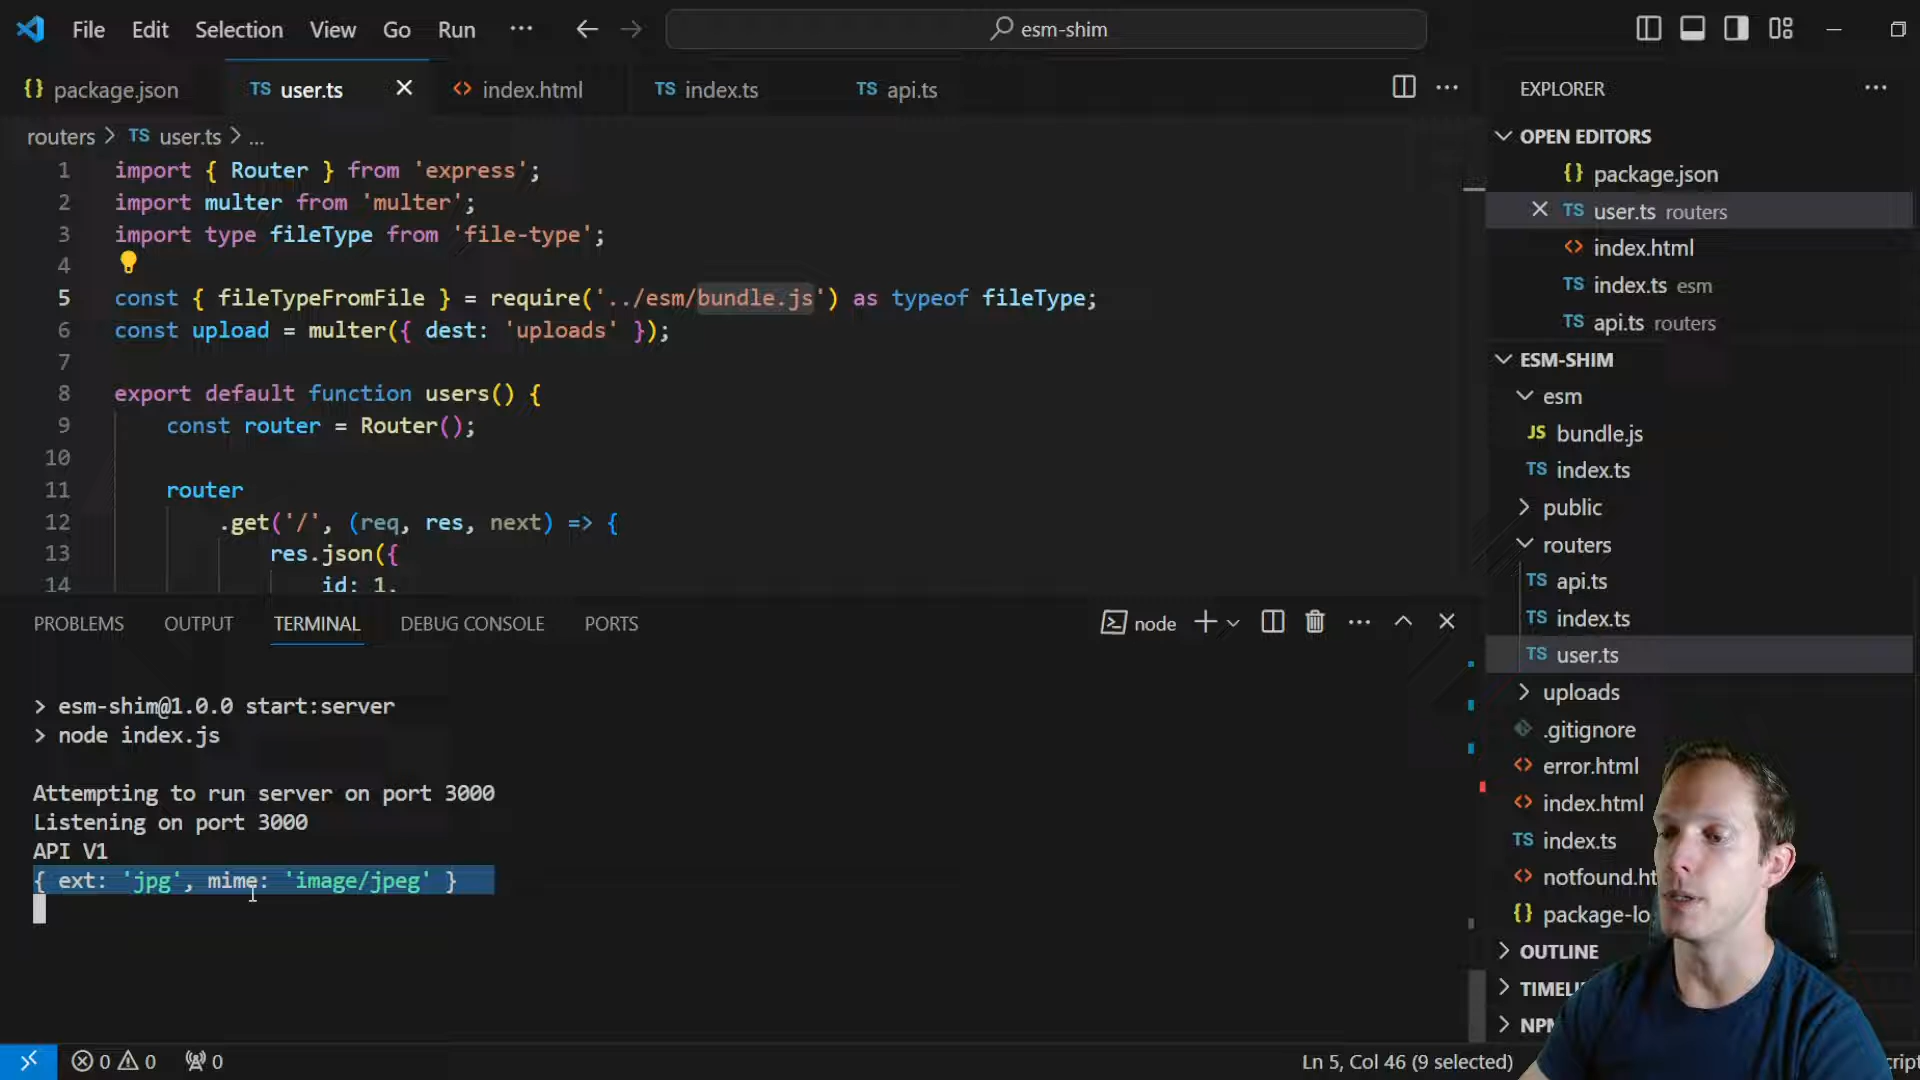 File Edit Selection View Go Run ··· esm-shim
{} package.json TS user.ts <> index.html TS index.ts TS api.ts
routers > TS user.ts > ...
1 import { Router } from 'express';
2 import multer from 'multer';
3 import type fileType from 'file-type';
4
5 const { fileTypeFromFile } = require('../esm/bundle.js') as typeof fileType;
6 const upload = multer({ dest: 'uploads' });
7
8 export default function users() {
9 const router = Router();
10
11 router
12 .get('/', (req, res, next) => {
13 res.json({
14 id: 1,
PROBLEMS OUTPUT TERMINAL DEBUG CONSOLE PORTS node
> esm-shim@1.0.0 start:server
> node index.js
Attempting to run server on port 3000
Listening on port 3000
API V1
{ ext: 'jpg', mime: 'image/jpeg' }
EXPLORER
OPEN EDITORS
{} package.json
TS user.ts routers
<> index.html
TS index.ts esm
TS api.ts routers
ESM-SHIM
esm
JS bundle.js
TS index.ts
public
routers
TS api.ts
TS index.ts
TS user.ts
uploads
.gitignore
<> error.html
<> index.html
TS index.ts
<> notfound.ht
{} package-lo
OUTLINE
TIMELI
NPM
0 0 0 Ln 5, Col 46 (9 selected) cript